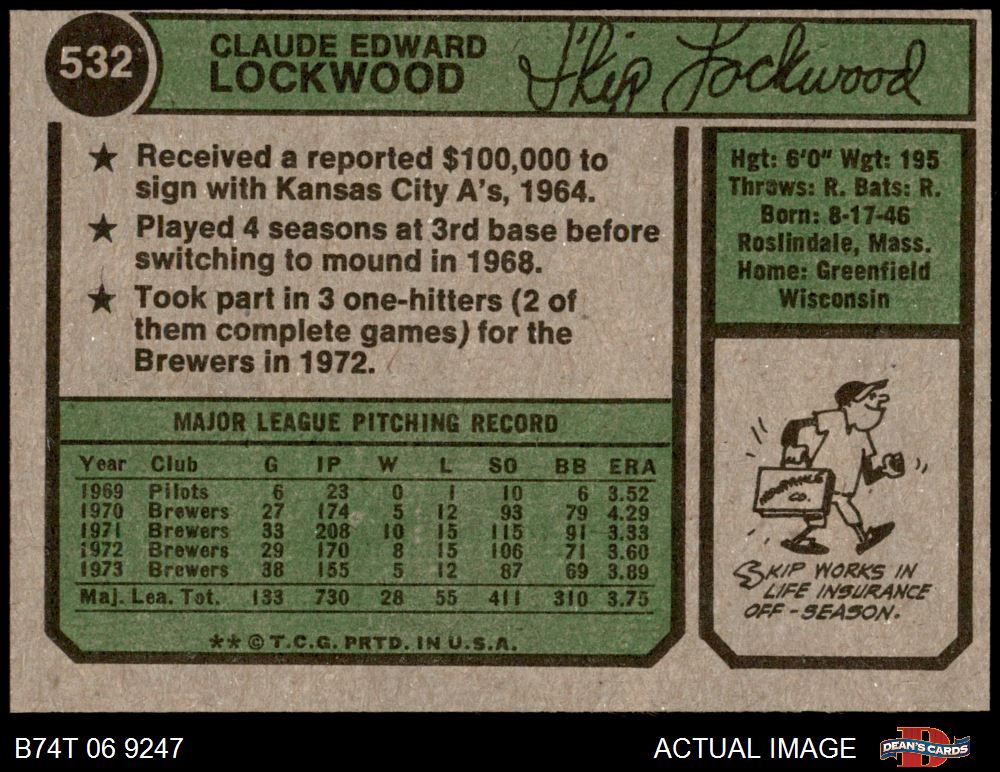 532
CLAUDE EDWARD
LOCKWOOD
Skip Lockwood
★ Received a reported $100,000 to
sign with Kansas City A's, 1964.
★ Played 4 seasons at 3rd base before
switching to mound in 1968.
★ Took part in 3 one-hitters (2 of
them complete games) for the
Brewers in 1972.
MAJOR LEAGUE PITCHING RECORD
Year Club G IP W L SO BB ERA
1969 Pilots 6 23 0 1 10 6 3.52
1970 Brewers 27 174 5 12 93 79 4.29
1971 Brewers 33 208 10 15 115 91 3.33
1972 Brewers 29 170 8 15 106 71 3.60
1973 Brewers 38 155 5 12 87 69 3.89
Maj. Lea. Tot. 133 730 28 55 411 310 3.75
** © T.C.G. PRTD. IN U.S.A.
Hgt: 6'0" Wgt: 195
Throws: R. Bats: R.
Born: 8-17-46
Roslindale, Mass.
Home: Greenfield
Wisconsin
INSURANCE
CO.
SKIP WORKS IN
LIFE INSURANCE
OFF-SEASON.
B74T 06 9247
ACTUAL IMAGE
D
DEAN'S CARDS